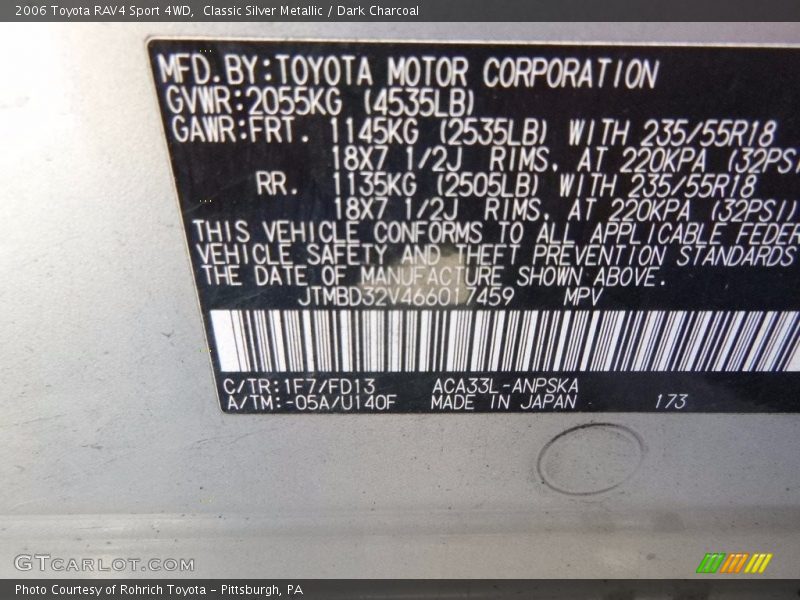 2006 Toyota RAV4 Sport 4WD,  Classic Silver Metallic / Dark Charcoal
MFD.BY:TOYOTA MOTOR CORPORATION
GVWR:2055KG (4535LB)
GAWR:FRT. 1145KG (2535LB) WITH 235/55R18
18X7 1/2J RIMS. AT 220KPA (32PSI
RR. 1135KG (2505LB) WITH 235/55R18
18X7 1/2J RIMS. AT 220KPA (32PSI)
THIS VEHICLE CONFORMS TO ALL APPLICABLE FEDER
VEHICLE SAFETY AND THEFT PREVENTION STANDARDS
THE DATE OF MANUFACTURE SHOWN ABOVE.
JTMBD32V466017459 MPV
C/TR:1F7/FD13 ACA33L-ANPSKA
A/TM:-05A/U140F MADE IN JAPAN 173
GTCARLOT.COM
Photo Courtesy of Rohrich Toyota - Pittsburgh, PA